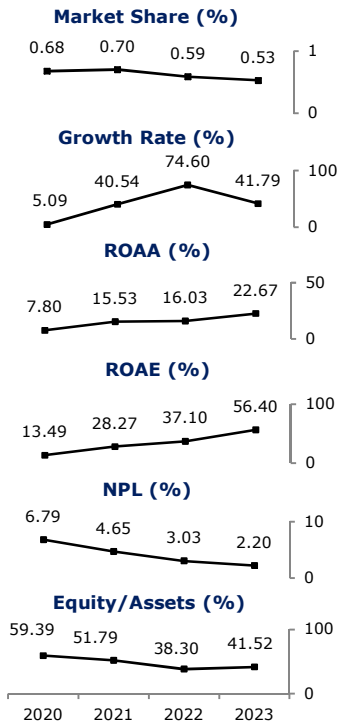 Market Share (%)
0.68 0.70 0.59 0.53
1
0
Growth Rate (%)
5.09 40.54 74.60 41.79
100
0
ROAA (%)
7.80 15.53 16.03 22.67
50
0
ROAE (%)
13.49 28.27 37.10 56.40
100
0
NPL (%)
6.79 4.65 3.03 2.20
10
0
Equity/Assets (%)
59.39 51.79 38.30 41.52
100
0
2020 2021 2022 2023